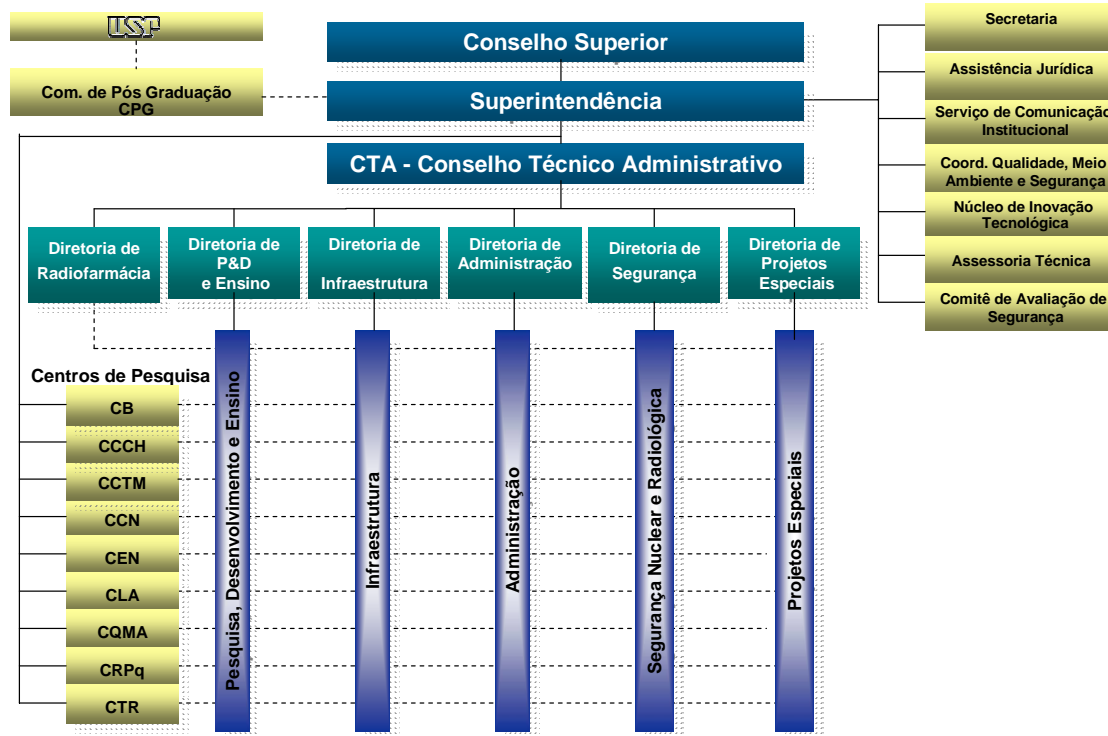 USP
Com. de Pós Graduação
CPG
Conselho Superior
Superintendência
CTA - Conselho Técnico Administrativo
Secretaria
Assistência Jurídica
Serviço de Comunicação
Institucional
Coord. Qualidade, Meio
Ambiente e Segurança
Núcleo de Inovação
Tecnológica
Assessoria Técnica
Comitê de Avaliação de
Segurança
Diretoria de
Radiofarmácia
Diretoria de
P&D
e Ensino
Diretoria de
Infraestrutura
Diretoria de
Administração
Diretoria de
Segurança
Diretoria de
Projetos
Especiais
Centros de Pesquisa
CB
CCCH
CCTM
CCN
CEN
CLA
CQMA
CRPq
CTR
Pesquisa, Desenvolvimento e Ensino
Infraestrutura
Administração
Segurança Nuclear e Radiológica
Projetos Especiais